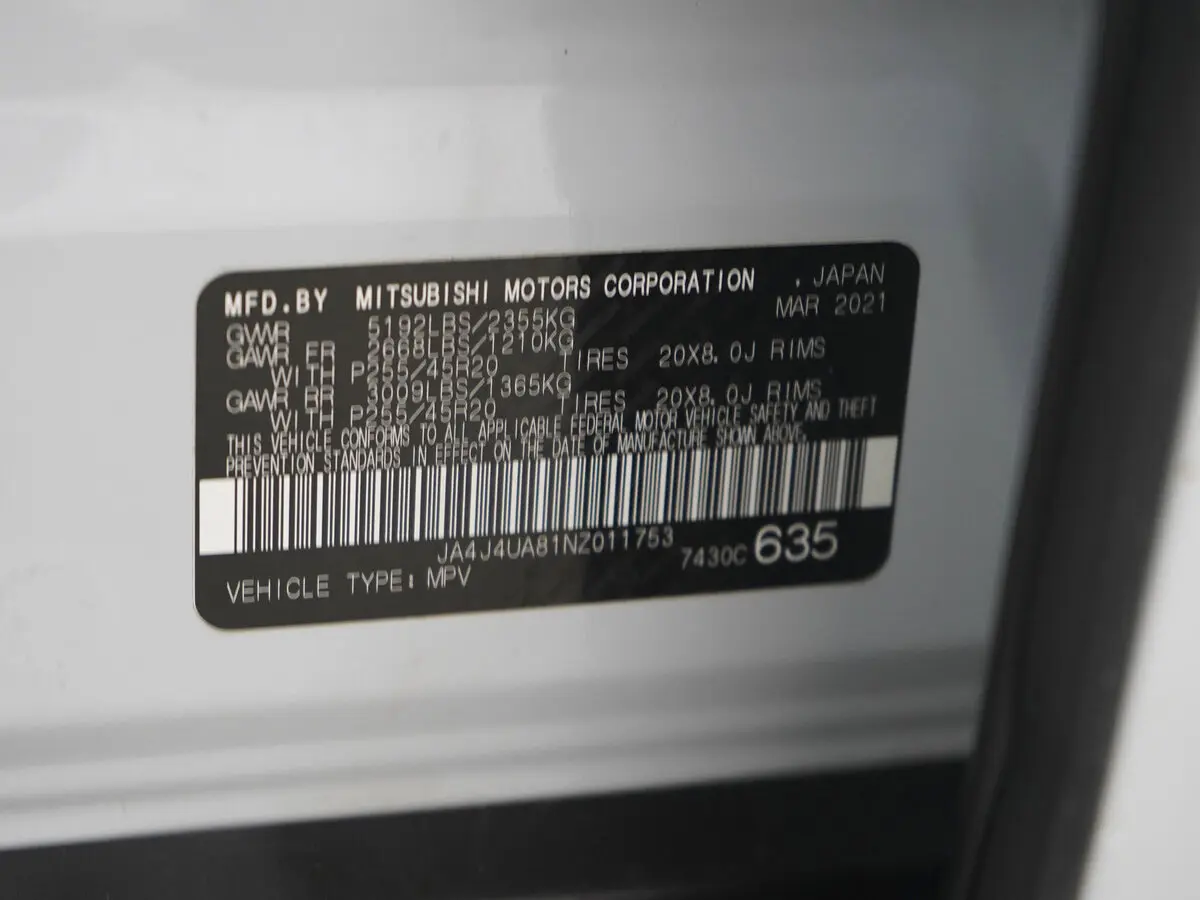 MFD.BY MITSUBISHI MOTORS CORPORATION , JAPAN
MAR 2021
GVWR 5192LBS/2355KG
GAWR FR 2668LBS/1210KG
WITH P255/45R20 TIRES 20X8.0J RIMS
GAWR RR 3009LBS/1365KG
WITH P255/45R20 TIRES 20X8.0J RIMS
THIS VEHICLE CONFORMS TO ALL APPLICABLE FEDERAL MOTOR VEHICLE SAFETY AND THEFT
PREVENTION STANDARDS IN EFFECT ON THE DATE OF MANUFACTURE SHOWN ABOVE.
JA4J4UA81NZ011753
7430C 635
VEHICLE TYPE: MPV